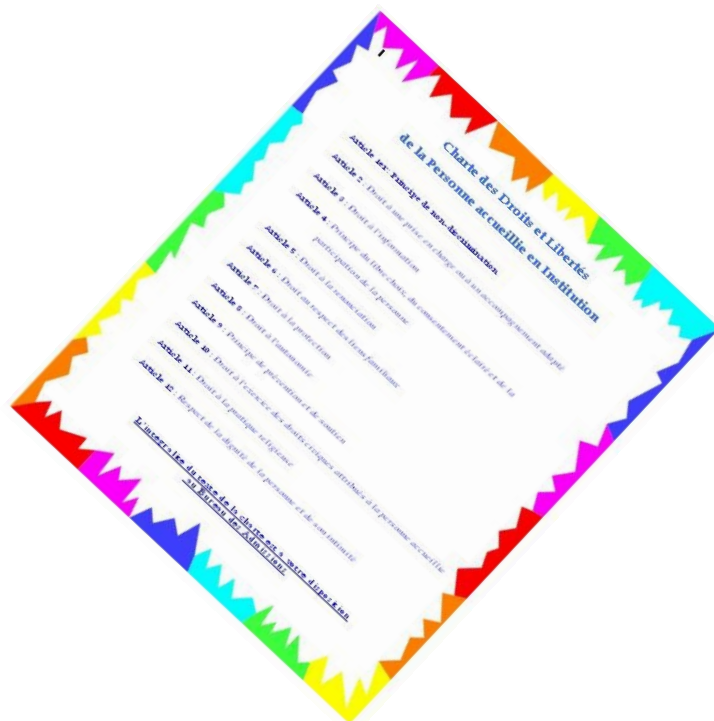 Charte des Droits et Libertés
de la Personne accueillie en Institution
Article 1er: Principe de non-discrimination
Article 2 : Droit à une prise en charge ou à un accompagnement adapté
Article 3 : Droit à l'information
Article 4 : Principe du libre choix, du consentement éclairé et de la
participation de la personne
Article 5 : Droit à la renonciation
Article 6 : Droit au respect des liens familiaux
Article 7 : Droit à la protection
Article 8 : Droit à l'autonomie
Article 9 : Principe de prévention et de soutien
Article 10 : Droit à l'exercice des droits civiques attribués à la personne accueillie
Article 11 : Droit à la pratique religieuse
Article 12 : Respect de la dignité de la personne et de son intimité
L'intégralité du texte de la charte est à votre disposition
au Bureau des Admissions